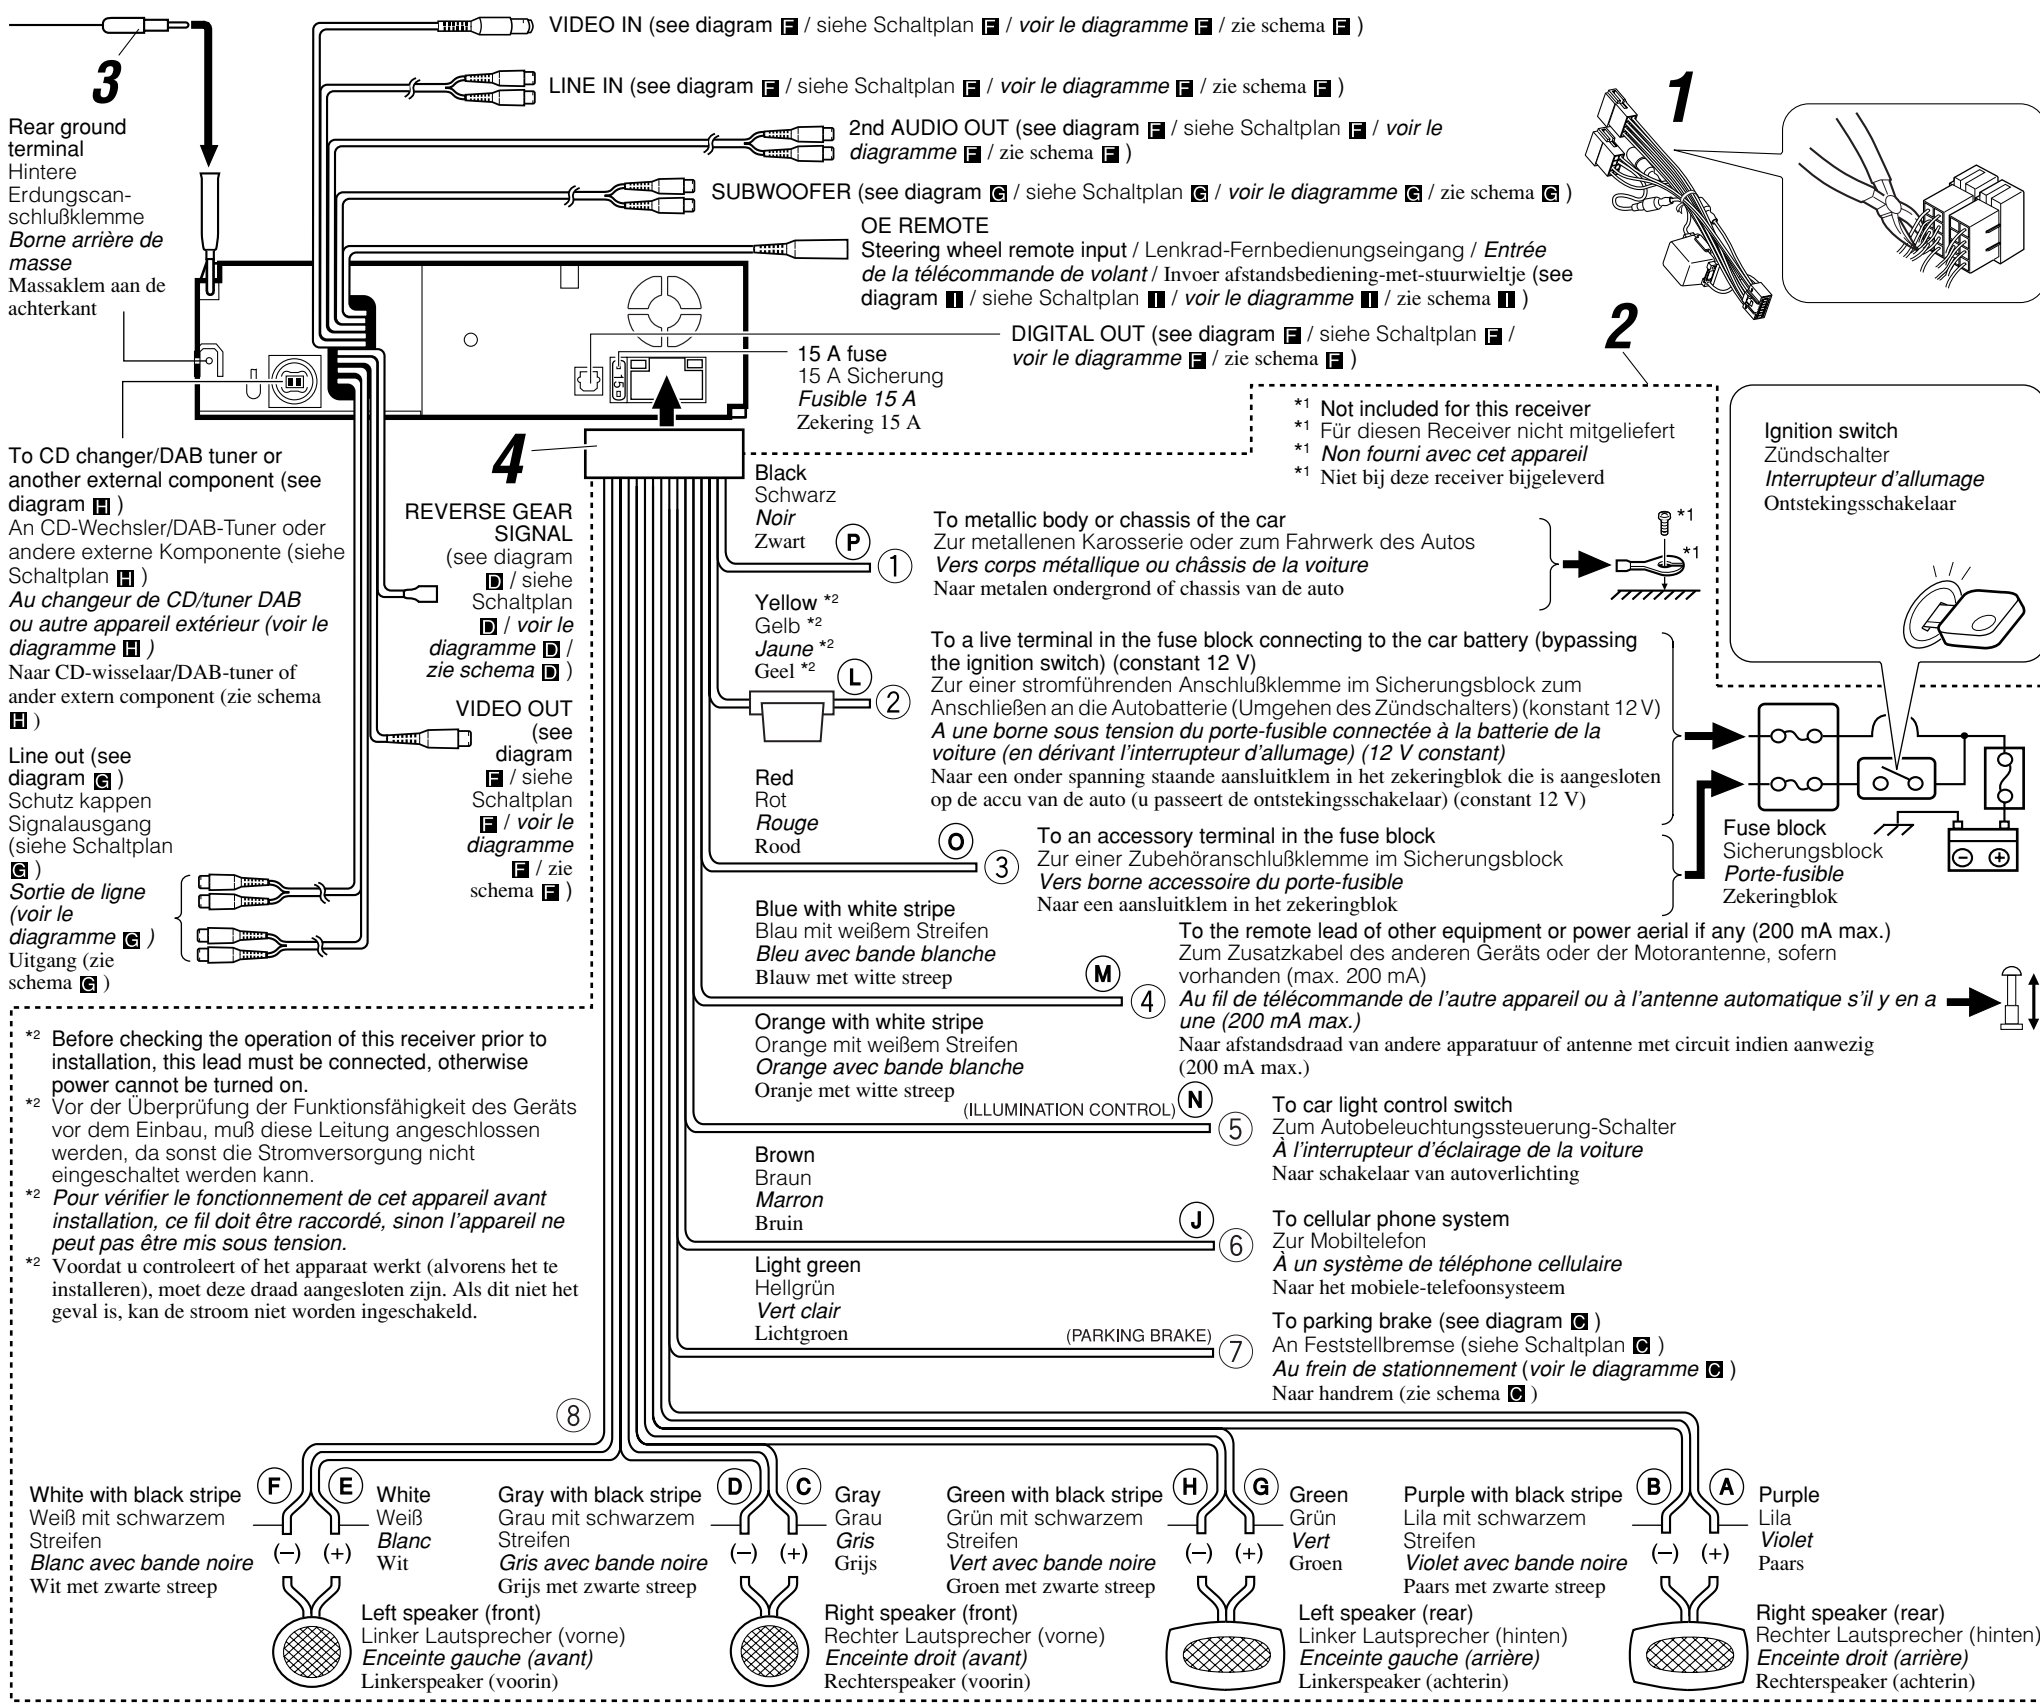 VIDEO IN (see diagram F / siehe Schaltplan F / voir le diagramme F / zie schema F )
LINE IN (see diagram F / siehe Schaltplan F / voir le diagramme F / zie schema F )
2nd AUDIO OUT (see diagram F / siehe Schaltplan F / voir le
diagramme F / zie schema F )
SUBWOOFER (see diagram G / siehe Schaltplan G / voir le diagramme G / zie schema G )
OE REMOTE
Steering wheel remote input / Lenkrad-Fernbedienungseingang / Entrée
de la télécommande de volant / Invoer afstandsbediening-met-stuurwieltje (see
diagram I / siehe Schaltplan I / voir le diagramme I / zie schema I )
DIGITAL OUT (see diagram F / siehe Schaltplan F /
voir le diagramme F / zie schema F )
1
2
3
Rear ground
terminal
Hintere
Erdungscan-
schlußklemme
Borne arrière de
masse
Massaklem aan de
achterkant
15
15 A fuse
15 A Sicherung
Fusible 15 A
Zekering 15 A
4
*1 Not included for this receiver
*1 Für diesen Receiver nicht mitgeliefert
*1 Non fourni avec cet appareil
*1 Niet bij deze receiver bijgeleverd
Ignition switch
Zündschalter
Interrupteur d'allumage
Ontstekingsschakelaar
To CD changer/DAB tuner or
another external component (see
diagram H )
An CD-Wechsler/DAB-Tuner oder
andere externe Komponente (siehe
Schaltplan H )
Au changeur de CD/tuner DAB
ou autre appareil extérieur (voir le
diagramme H )
Naar CD-wisselaar/DAB-tuner of
ander extern component (zie schema
H )
REVERSE GEAR
SIGNAL
(see diagram
D / siehe
Schaltplan
D / voir le
diagramme D /
zie schema D )
VIDEO OUT
(see
diagram
F / siehe
Schaltplan
F / voir le
diagramme
F / zie
schema F )
Line out (see
diagram G )
Schutz kappen
Signalausgang
(siehe Schaltplan
G )
Sortie de ligne
(voir le
diagramme G )
Uitgang (zie
schema G )
Black
Schwarz
Noir
Zwart
P
1
To metallic body or chassis of the car
Zur metallenen Karosserie oder zum Fahrwerk des Autos
Vers corps métallique ou châssis de la voiture
Naar metalen ondergrond of chassis van de auto
*1
*1
Yellow *2
Gelb *2
Jaune *2
Geel *2
L
2
To a live terminal in the fuse block connecting to the car battery (bypassing
the ignition switch) (constant 12 V)
Zur einer stromführenden Anschlußklemme im Sicherungsblock zum
Anschließen an die Autobatterie (Umgehen des Zündschalters) (konstant 12 V)
A une borne sous tension du porte-fusible connectée à la batterie de la
voiture (en dérivant l'interrupteur d'allumage) (12 V constant)
Naar een onder spanning staande aansluitklem in het zekeringblok die is aangesloten
op de accu van de auto (u passeert de ontstekingsschakelaar) (constant 12 V)
Red
Rot
Rouge
Rood
O
3
To an accessory terminal in the fuse block
Zur einer Zubehöranschlußklemme im Sicherungsblock
Vers borne accessoire du porte-fusible
Naar een aansluitklem in het zekeringblok
Fuse block
Sicherungsblock
Porte-fusible
Zekeringblok
Blue with white stripe
Blau mit weißem Streifen
Bleu avec bande blanche
Blauw met witte streep
M
4
To the remote lead of other equipment or power aerial if any (200 mA max.)
Zum Zusatzkabel des anderen Geräts oder der Motorantenne, sofern
vorhanden (max. 200 mA)
Au fil de télécommande de l'autre appareil ou à l'antenne automatique s'il y en a
une (200 mA max.)
Naar afstandsdraad van andere apparatuur of antenne met circuit indien aanwezig
(200 mA max.)
Orange with white stripe
Orange mit weißem Streifen
Orange avec bande blanche
Oranje met witte streep
(ILLUMINATION CONTROL)
N
5
To car light control switch
Zum Autobeleuchtungssteuerung-Schalter
À l'interrupteur d'éclairage de la voiture
Naar schakelaar van autoverlichting
Brown
Braun
Marron
Bruin
J
6
To cellular phone system
Zur Mobiltelefon
À un système de téléphone cellulaire
Naar het mobiele-telefoonsysteem
Light green
Hellgrün
Vert clair
Lichtgroen
(PARKING BRAKE)
7
To parking brake (see diagram C )
An Feststellbremse (siehe Schaltplan C )
Au frein de stationnement (voir le diagramme C )
Naar handrem (zie schema C )
*2 Before checking the operation of this receiver prior to
installation, this lead must be connected, otherwise
power cannot be turned on.
*2 Vor der Überprüfung der Funktionsfähigkeit des Geräts
vor dem Einbau, muß diese Leitung angeschlossen
werden, da sonst die Stromversorgung nicht
eingeschaltet werden kann.
*2 Pour vérifier le fonctionnement de cet appareil avant
installation, ce fil doit être raccordé, sinon l'appareil ne
peut pas être mis sous tension.
*2 Voordat u controleert of het apparaat werkt (alvorens het te
installeren), moet deze draad aangesloten zijn. Als dit niet het
geval is, kan de stroom niet worden ingeschakeld.
8
White with black stripe
Weiß mit schwarzem
Streifen
Blanc avec bande noire
Wit met zwarte streep
F
E
(–) (+)
White
Weiß
Blanc
Wit
Left speaker (front)
Linker Lautsprecher (vorne)
Enceinte gauche (avant)
Linkerspeaker (voorin)
Gray with black stripe
Grau mit schwarzem
Streifen
Gris avec bande noire
Grijs met zwarte streep
D
C
(–) (+)
Gray
Grau
Gris
Grijs
Right speaker (front)
Rechter Lautsprecher (vorne)
Enceinte droit (avant)
Rechterspeaker (voorin)
Green with black stripe
Grün mit schwarzem
Streifen
Vert avec bande noire
Groen met zwarte streep
H
G
(–) (+)
Green
Grün
Vert
Groen
Left speaker (rear)
Linker Lautsprecher (hinten)
Enceinte gauche (arrière)
Linkerspeaker (achterin)
Purple with black stripe
Lila mit schwarzem
Streifen
Violet avec bande noire
Paars met zwarte streep
B
A
(–) (+)
Purple
Lila
Violet
Paars
Right speaker (rear)
Rechter Lautsprecher (hinten)
Enceinte droit (arrière)
Rechterspeaker (achterin)